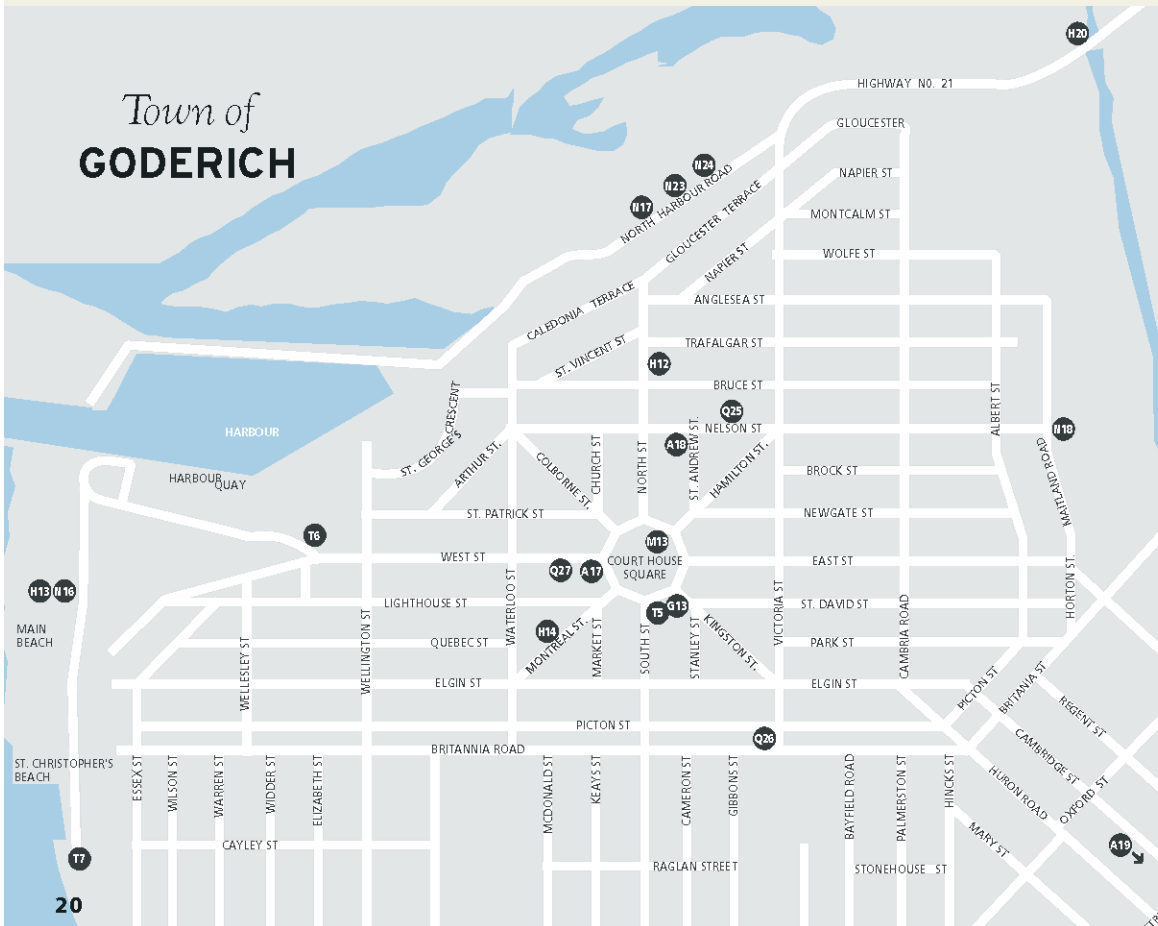 H20
Town of
GODERICH
HIGHWAY N0. 21
GLOUCESTER
N24
N23
N17
NAPIER ST
NORTH HARBOUR ROAD
GLOUCESTER TERRACE
MONTCALM ST
NAPIER ST
WOLFE ST
CALEDONIA TERRACE
ANGLESEA ST
ST. VINCENT ST
TRAFALGAR ST
H12
BRUCE ST
ALBERT ST
ST. GEORGE'S CRESCENT
Q25
NELSON ST
N18
HARBOUR
A18
ARTHUR ST.
COLBORNE ST.
CHURCH ST
NORTH ST
ST. ANDREW ST.
HAMILTON ST.
BROCK ST
MAITLAND ROAD
HARBOUR QUAY
ST. PATRICK ST
NEWGATE ST
T6
M13
WEST ST
COURT HOUSE
SQUARE
EAST ST
Q27
A17
H13
N16
LIGHTHOUSE ST
WATERLOO ST
T5
G13
VICTORIA ST
ST. DAVID ST
CAMBRIA ROAD
HORTON ST.
MAIN
BEACH
H14
QUEBEC ST
MONTREAL ST.
MARKET ST
SOUTH ST
STANLEY ST
KINGSTON ST.
PARK ST
WELLESLEY ST
WELLINGTON ST
ELGIN ST
ELGIN ST
PICTON ST
BRITANIA ST
REGENT ST
PICTON ST
Q26
BRITANNIA ROAD
CAMBRIDGE ST
ST. CHRISTOPHER'S
BEACH
ESSEX ST
WILSON ST
WARREN ST
WIDDER ST
ELIZABETH ST
MCDONALD ST
KEAYS ST
CAMERON ST
GIBBONS ST
BAYFIELD ROAD
PALMERSTON ST
HINCKS ST
HURON ROAD
OXFORD ST
MARY ST
CAYLEY ST
A19
T7
RAGLAN STREET
STONEHOUSE ST
20